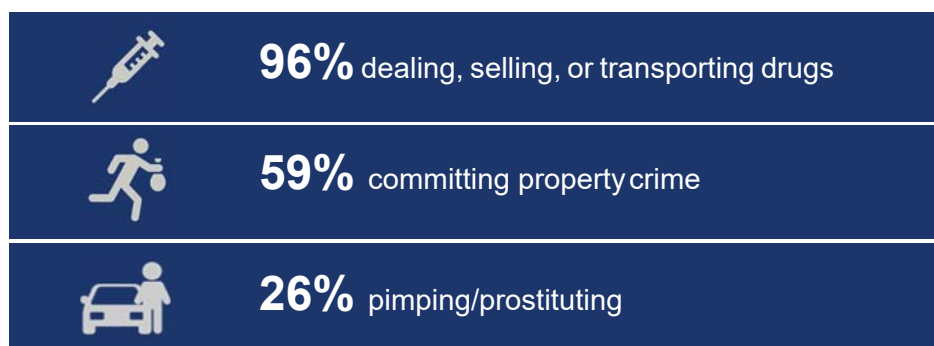 96% dealing, selling, or transporting drugs
59% committing property crime
26% pimping/prostituting